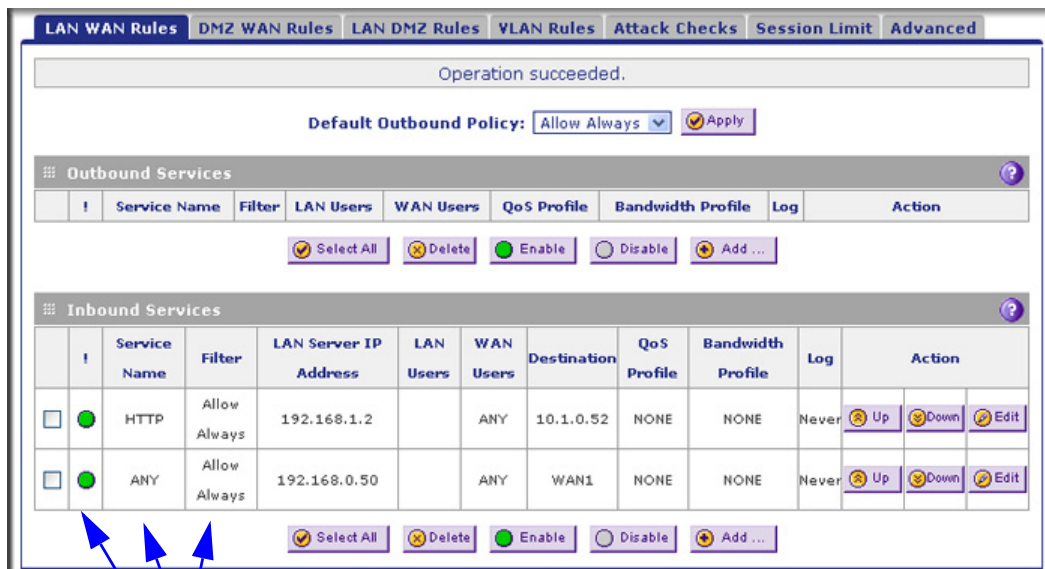 LAN WAN Rules DMZ WAN Rules LAN DMZ Rules VLAN Rules Attack Checks Session Limit Advanced
Operation succeeded.
Default Outbound Policy: Allow Always Apply
Outbound Services ?
! Service Name Filter LAN Users WAN Users QoS Profile Bandwidth Profile Log Action
Select All Delete Enable Disable Add ...
Inbound Services ?
! Service Name Filter LAN Server IP Address LAN Users WAN Users Destination QoS Profile Bandwidth Profile Log Action
HTTP Allow Always 192.168.1.2 ANY 10.1.0.52 NONE NONE Never Up Down Edit
ANY Allow Always 192.168.0.50 ANY WAN1 NONE NONE Never Up Down Edit
Select All Delete Enable Disable Add ...